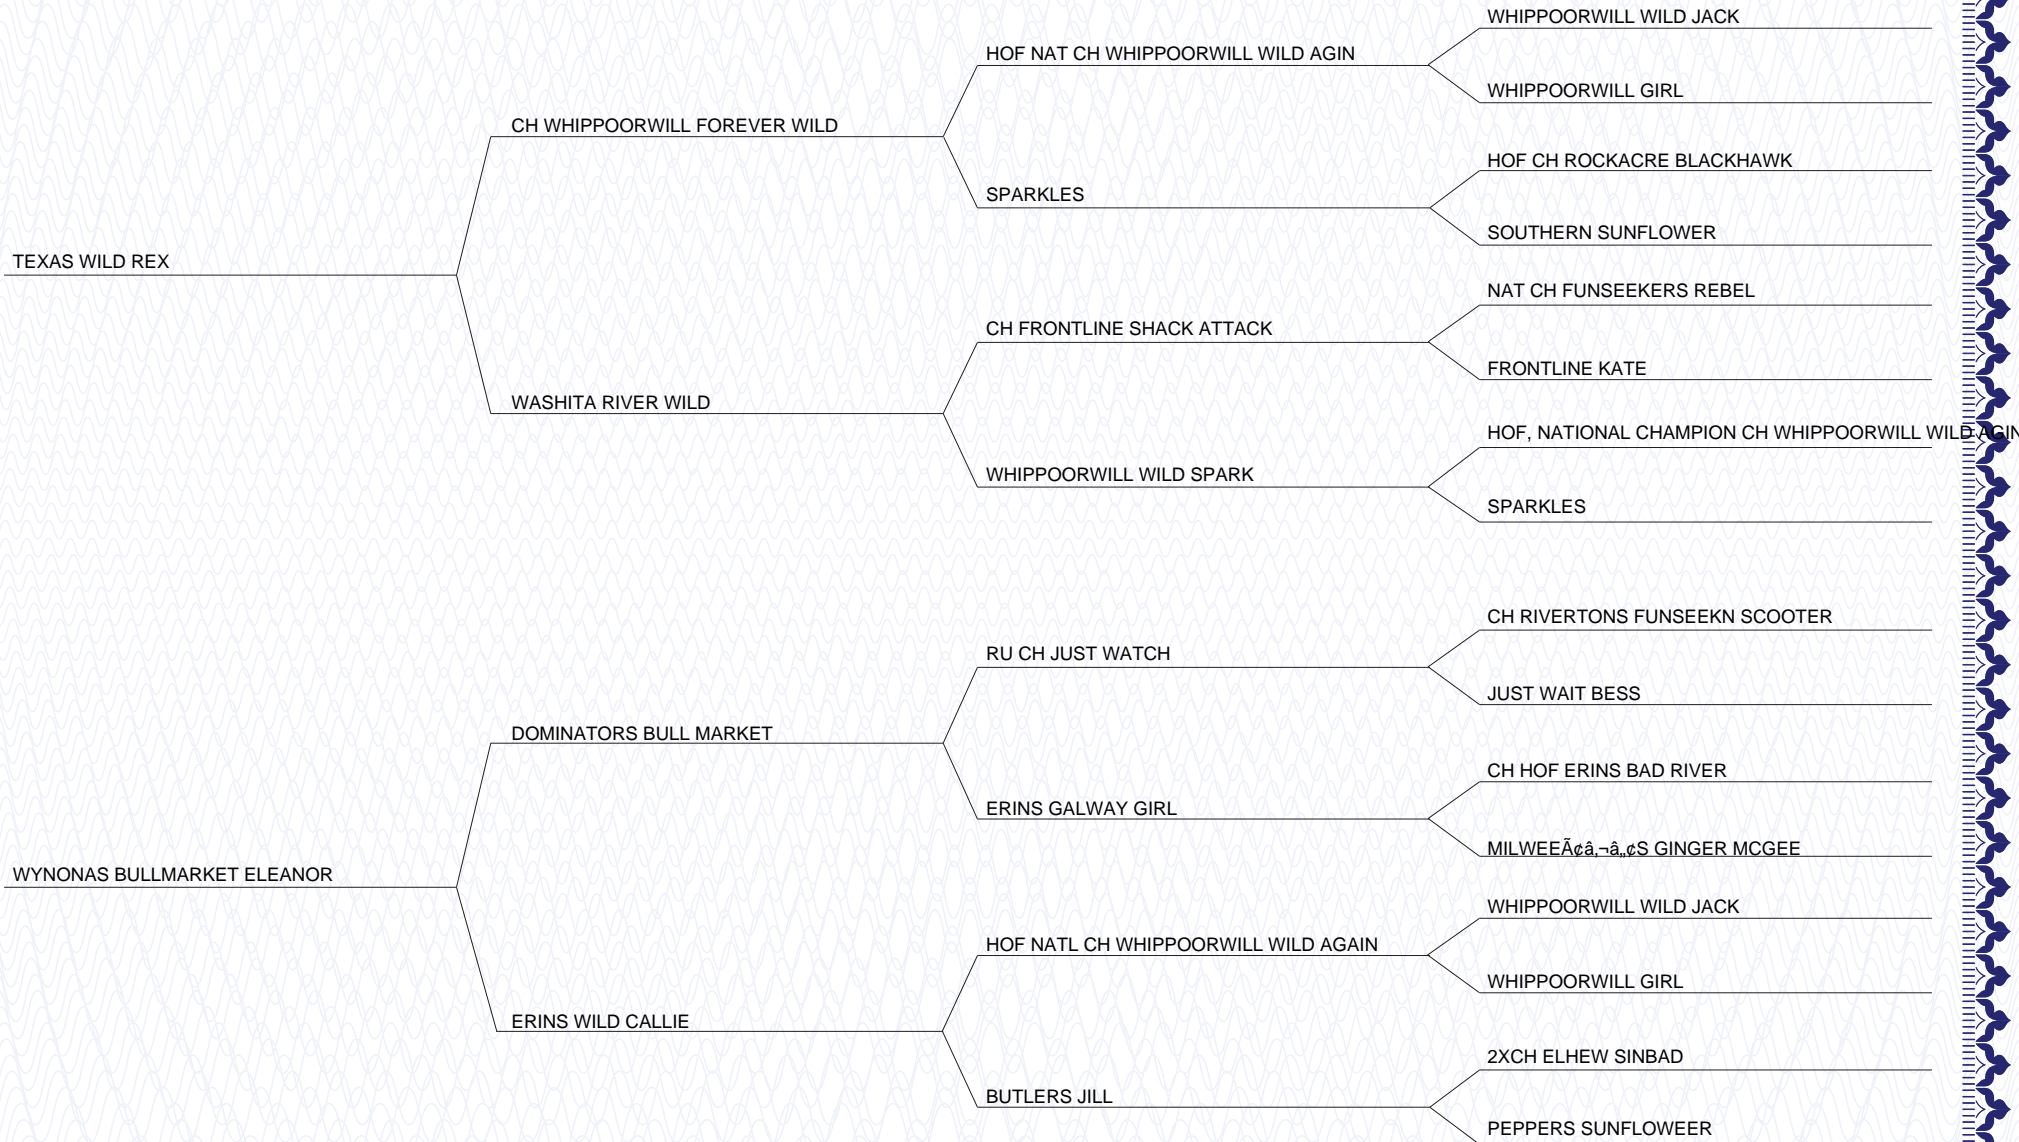 WHIPPOORWILL WILD JACK
HOF NAT CH WHIPPOORWILL WILD AGIN
WHIPPOORWILL GIRL
CH WHIPPOORWILL FOREVER WILD
HOF CH ROCKACRE BLACKHAWK
SPARKLES
SOUTHERN SUNFLOWER
TEXAS WILD REX
NAT CH FUNSEEKERS REBEL
CH FRONTLINE SHACK ATTACK
FRONTLINE KATE
WASHITA RIVER WILD
HOF, NATIONAL CHAMPION CH WHIPPOORWILL WILD AGIN
WHIPPOORWILL WILD SPARK
SPARKLES
CH RIVERTONS FUNSEEKN SCOOTER
RU CH JUST WATCH
JUST WAIT BESS
DOMINATORS BULL MARKET
CH HOF ERINS BAD RIVER
ERINS GALWAY GIRL
MILWEEÃ¢â‚¬â„¢S GINGER MCGEE
WYNONAS BULLMARKET ELEANOR
WHIPPOORWILL WILD JACK
HOF NATL CH WHIPPOORWILL WILD AGAIN
WHIPPOORWILL GIRL
ERINS WILD CALLIE
2XCH ELHEW SINBAD
BUTLERS JILL
PEPPERS SUNFLOWEER